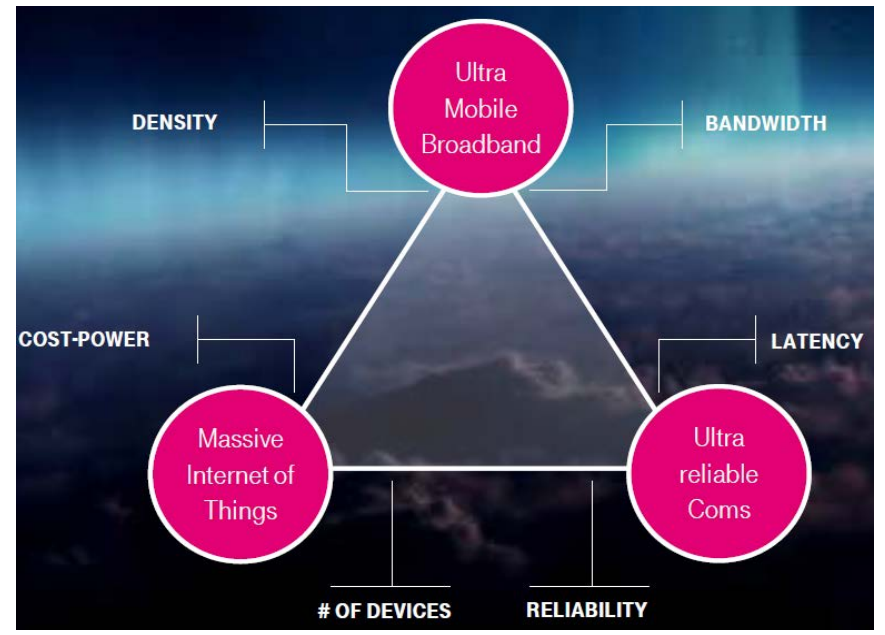 Ultra
Mobile
Broadband
DENSITY
BANDWIDTH
COST-POWER
LATENCY
Massive
Internet of
Things
Ultra
reliable
Coms
# OF DEVICES
RELIABILITY